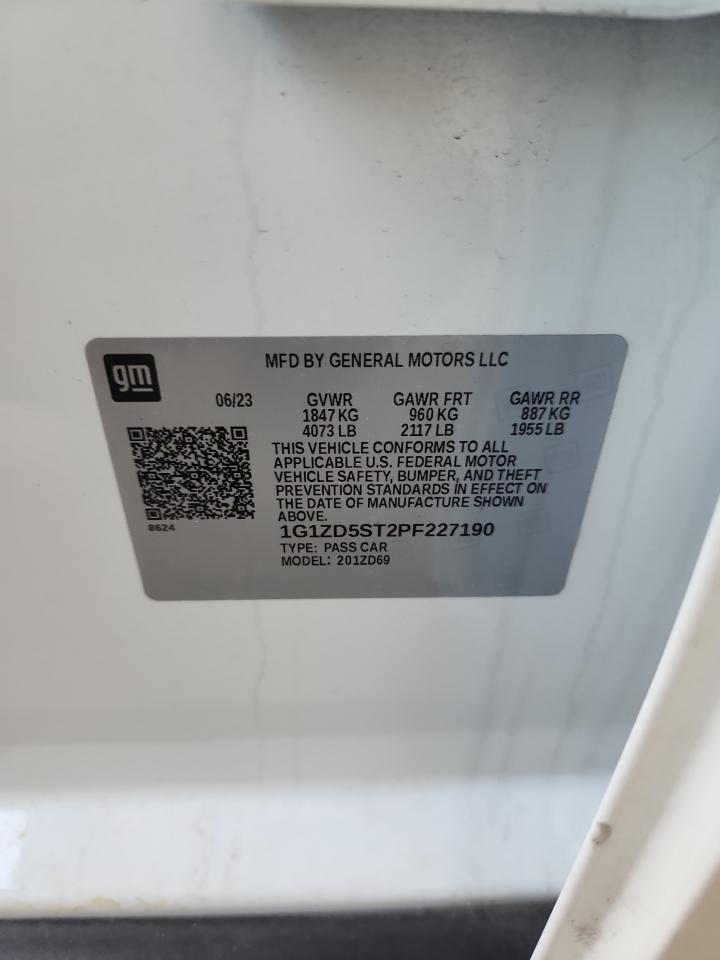 gm
MFD BY GENERAL MOTORS LLC
06/23 GVWR GAWR FRT GAWR RR
1847 KG 960 KG 887 KG
4073 LB 2117 LB 1955 LB
THIS VEHICLE CONFORMS TO ALL
APPLICABLE U.S. FEDERAL MOTOR
VEHICLE SAFETY, BUMPER, AND THEFT
PREVENTION STANDARDS IN EFFECT ON
THE DATE OF MANUFACTURE SHOWN
ABOVE.
8624
1G1ZD5ST2PF227190
TYPE: PASS CAR
MODEL: 201ZD69